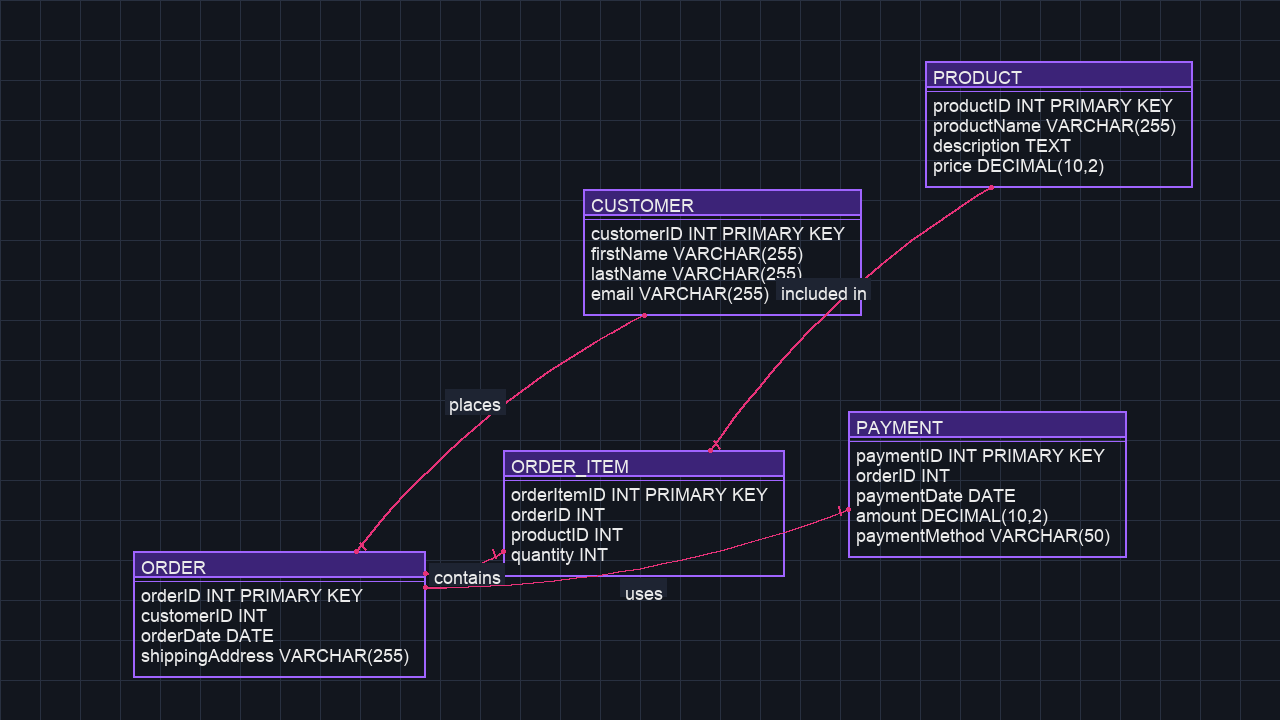 PRODUCT
productID INT PRIMARY KEY
productName VARCHAR(255)
description TEXT
price DECIMAL(10,2)
CUSTOMER
customerID INT PRIMARY KEY
firstName VARCHAR(255)
lastName VARCHAR(255)
email VARCHAR(255)
included in
places
PAYMENT
paymentID INT PRIMARY KEY
orderID INT
paymentDate DATE
amount DECIMAL(10,2)
paymentMethod VARCHAR(50)
ORDER_ITEM
orderItemID INT PRIMARY KEY
orderID INT
productID INT
quantity INT
ORDER
orderID INT PRIMARY KEY
customerID INT
orderDate DATE
shippingAddress VARCHAR(255)
contains
uses